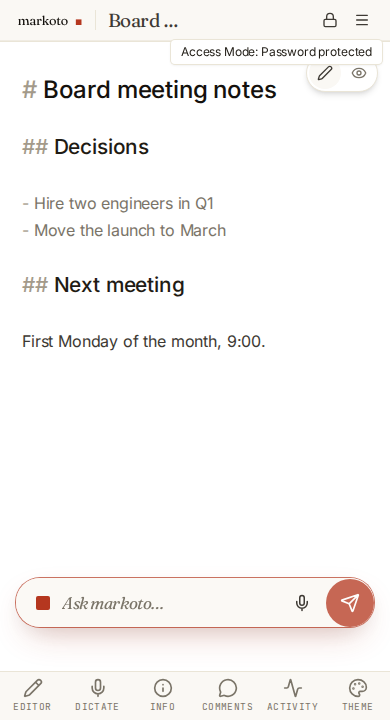 markoto
Board ...
Access Mode: Password protected
# Board meeting notes
## Decisions
- Hire two engineers in Q1
- Move the launch to March
## Next meeting
First Monday of the month, 9:00.
Ask markoto...
EDITOR DICTATE INFO COMMENTS ACTIVITY THEME